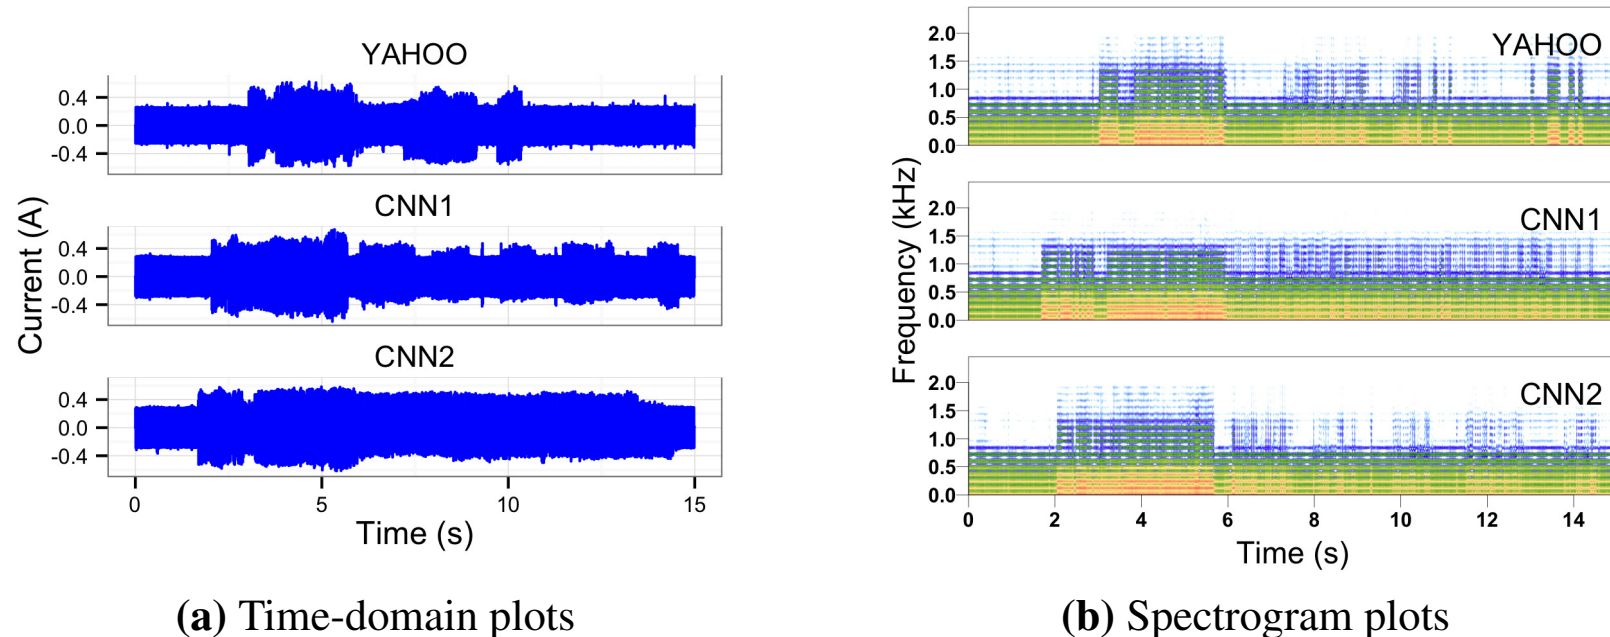 YAHOO
0.4
0.0
-0.4
CNN1
0.4
0.0
-0.4
CNN2
0.4
0.0
-0.4
0 5 10 15
Time (s)
Current (A)
(a) Time-domain plots
YAHOO
2.0
1.5
1.0
0.5
0.0
CNN1
2.0
1.5
1.0
0.5
0.0
CNN2
2.0
1.5
1.0
0.5
0.0
0 2 4 6 8 10 12 14
Time (s)
Frequency (kHz)
(b) Spectrogram plots